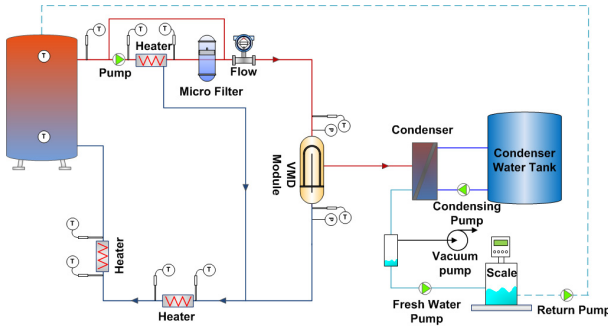 T
T
T
T
Heater
Pump
Micro Filter
Flow
T
P
VMD
Module
T
P
Condenser
Condenser
Water Tank
Condensing
Pump
Vacuum
pump
Scale
Fresh Water
Pump
Return Pump
T
T
T
Heater
T
T
Heater